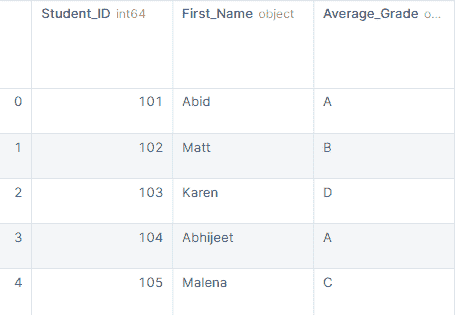 Student_ID int64 First_Name object Average_Grade o...
0 101 Abid A
1 102 Matt B
2 103 Karen D
3 104 Abhijeet A
4 105 Malena C